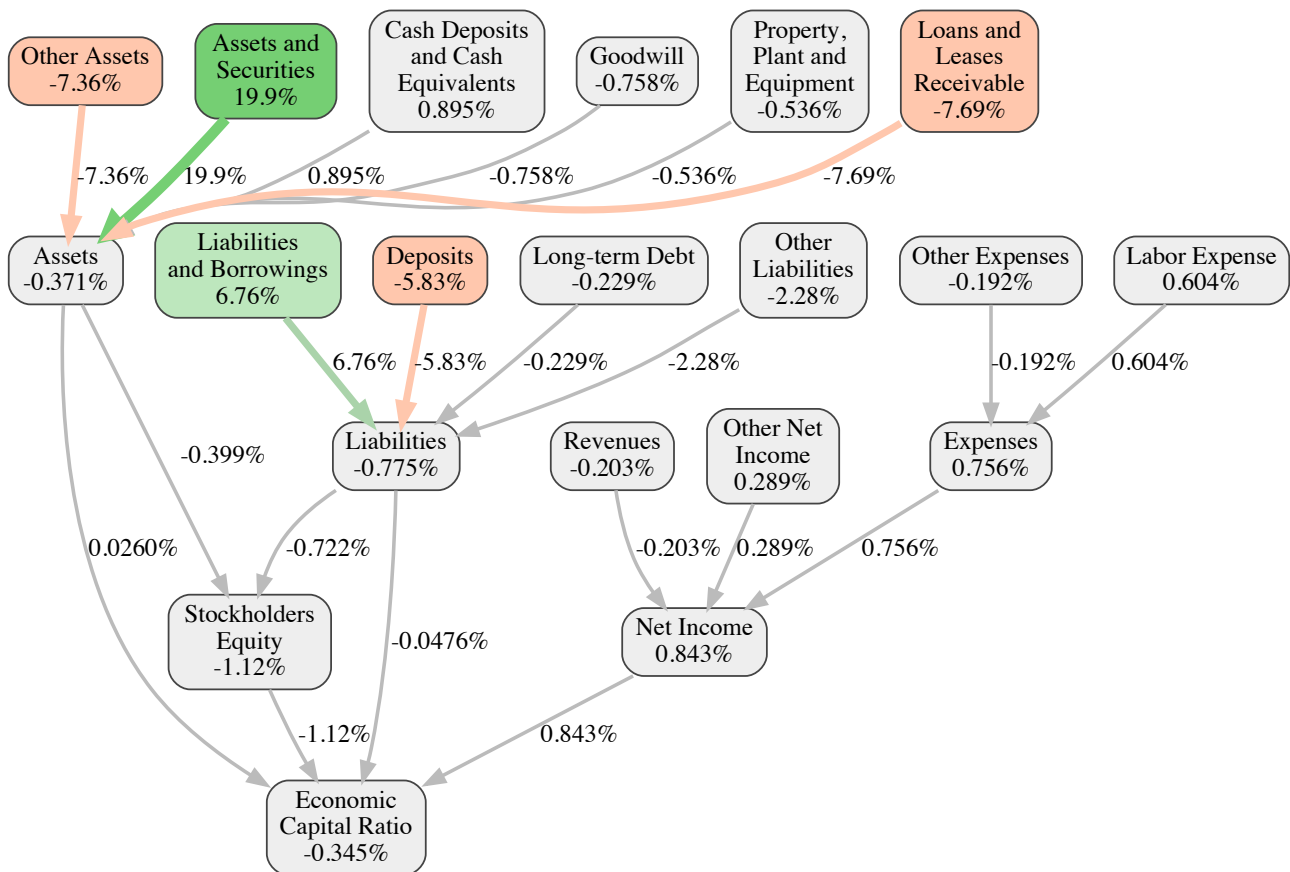 Other Assets
-7.36%
Assets and
Securities
19.9%
Cash Deposits
and Cash
Equivalents
0.895%
Goodwill
-0.758%
Property,
Plant and
Equipment
-0.536%
Loans and
Leases
Receivable
-7.69%
-7.36%
19.9%
0.895%
-0.758%
-0.536%
-7.69%
Assets
-0.371%
Liabilities
and Borrowings
6.76%
Deposits
-5.83%
Long-term Debt
-0.229%
Other
Liabilities
-2.28%
Other Expenses
-0.192%
Labor Expense
0.604%
6.76%
-5.83%
-0.229%
-2.28%
-0.192%
0.604%
-0.399%
Liabilities
-0.775%
Revenues
-0.203%
Other Net
Income
0.289%
Expenses
0.756%
0.0260%
-0.722%
-0.203%
0.289%
0.756%
Stockholders
Equity
-1.12%
-0.0476%
Net Income
0.843%
-1.12%
0.843%
Economic
Capital Ratio
-0.345%